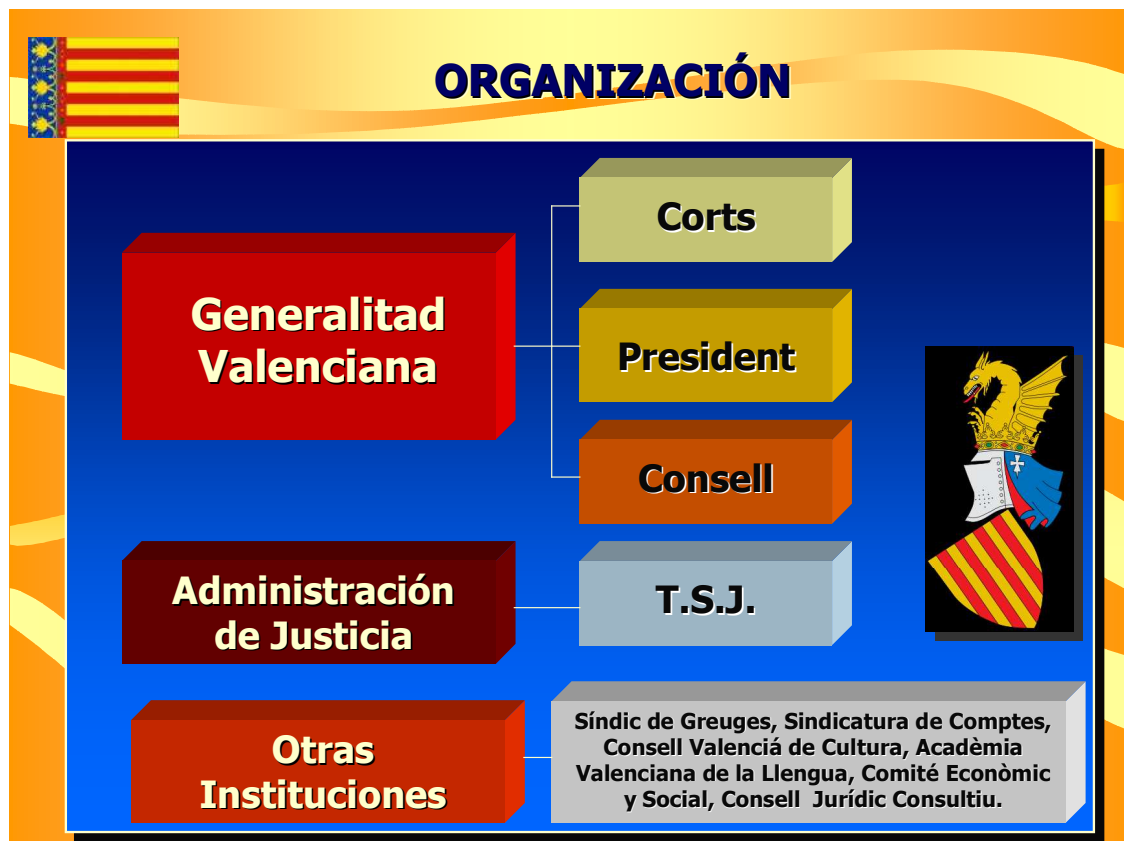 ORGANIZACIÓN
Generalitad
Valenciana
Corts
President
Consell
Administración
de Justicia
T.S.J.
Otras
Instituciones
Síndic de Greuges, Sindicatura de Comptes,
Consell Valenciá de Cultura, Acadèmia
Valenciana de la Llengua, Comité Econòmic
y Social, Consell  Jurídic Consultiu.